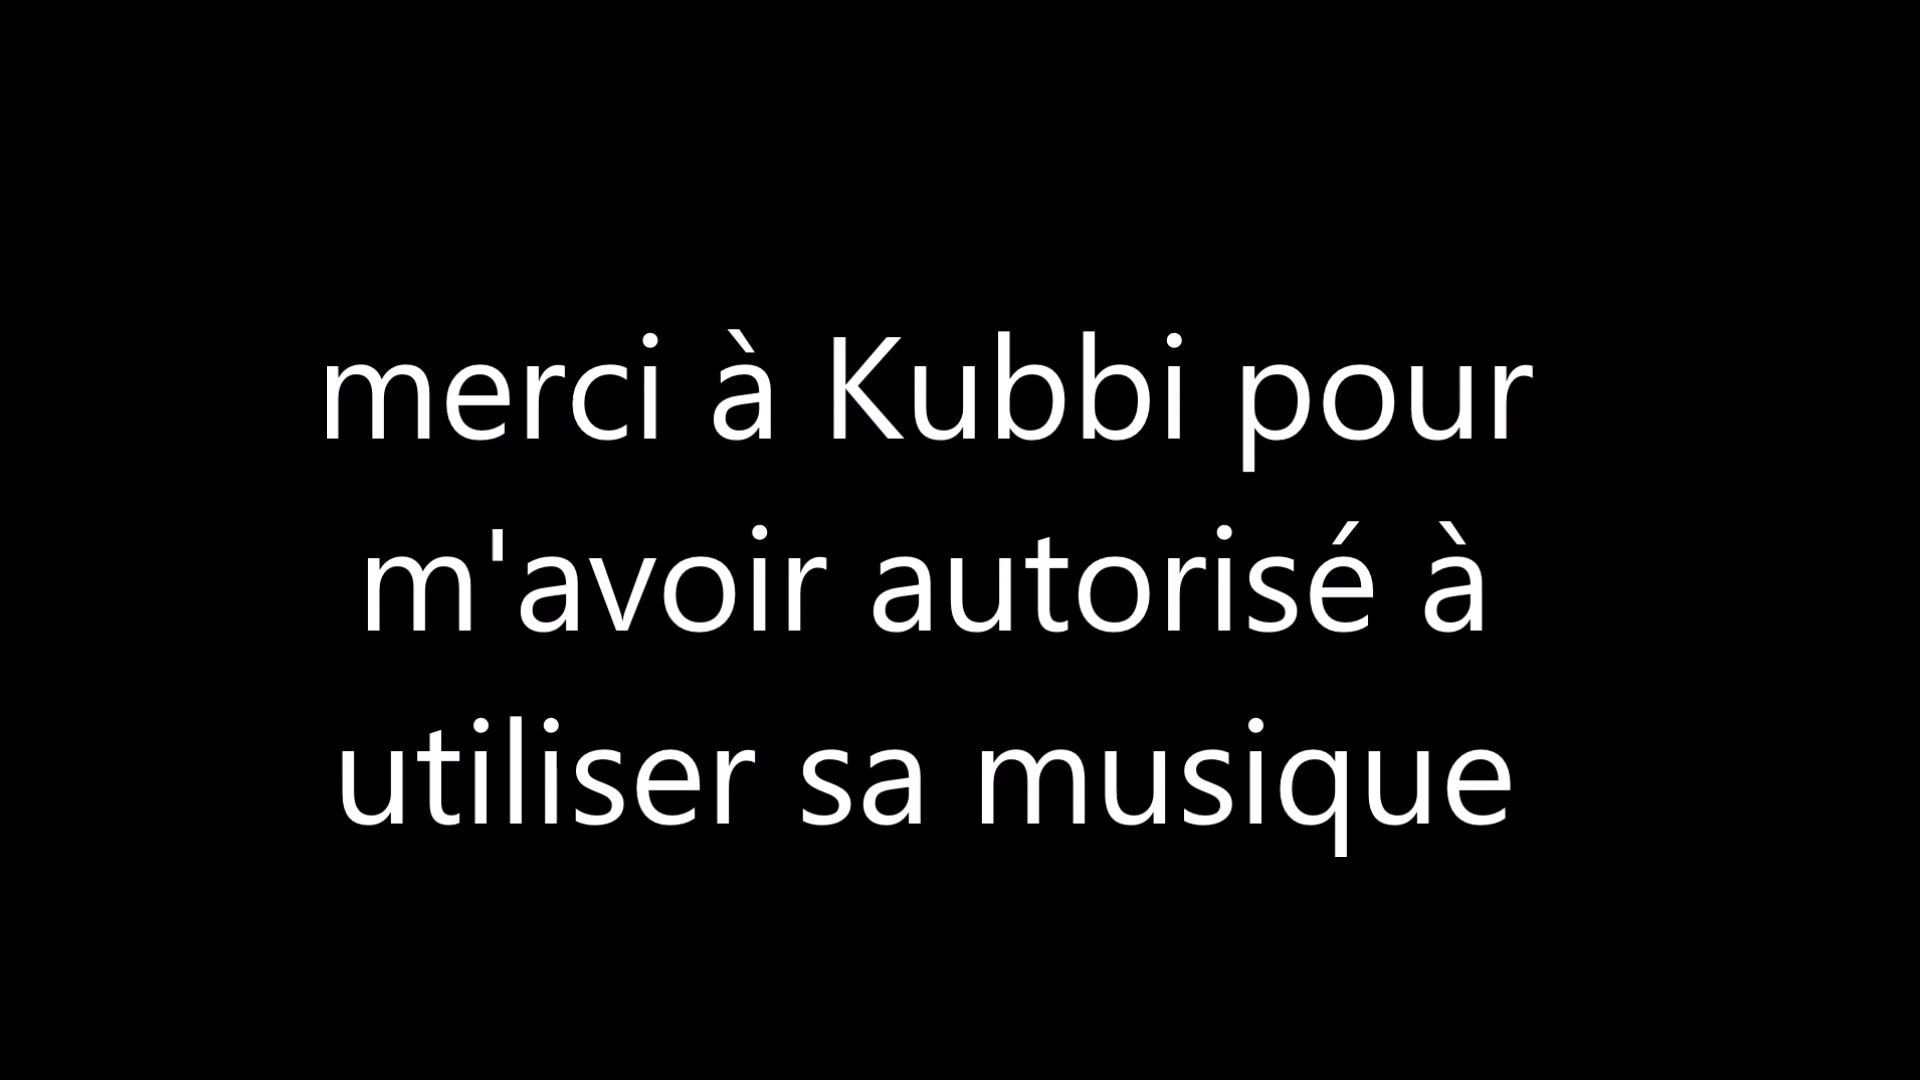 merci à Kubbi pour
m'avoir autorisé à
utiliser sa musique